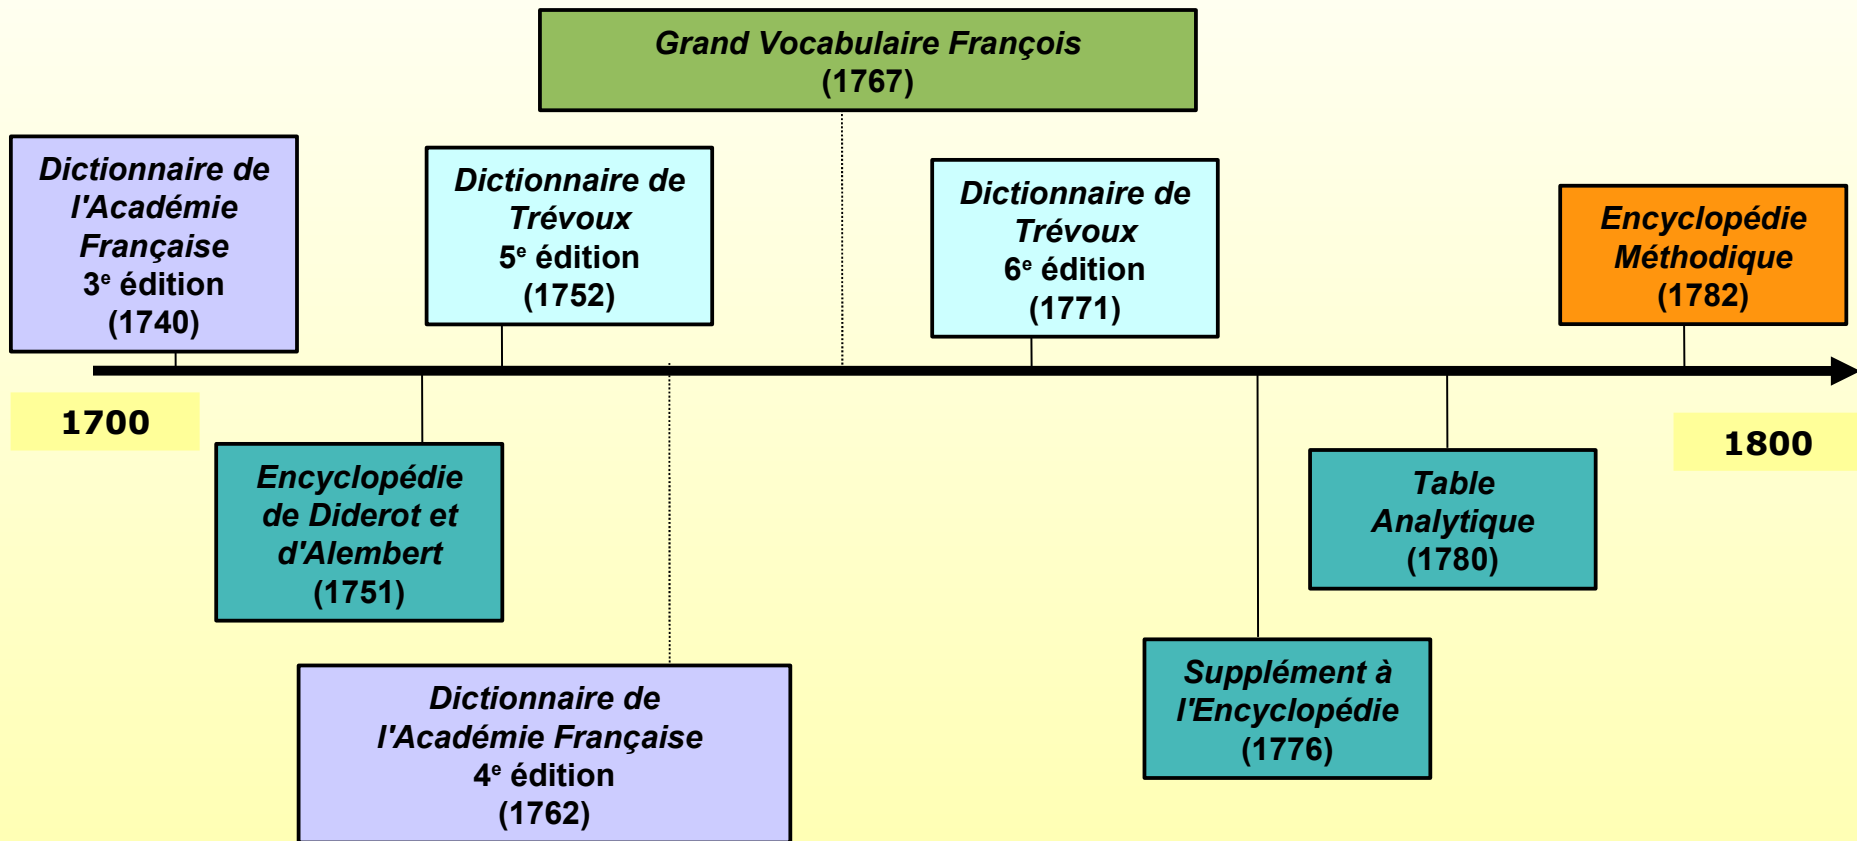 Grand Vocabulaire François
(1767)
Dictionnaire de
l'Académie
Française
3e édition
(1740)
Dictionnaire de
Trévoux
5e édition
(1752)
Dictionnaire de
Trévoux
6e édition
(1771)
Encyclopédie
Méthodique
(1782)
1700
1800
Encyclopédie
de Diderot et
d'Alembert
(1751)
Table
Analytique
(1780)
Dictionnaire de
l'Académie Française
4e édition
(1762)
Supplément à
l'Encyclopédie
(1776)